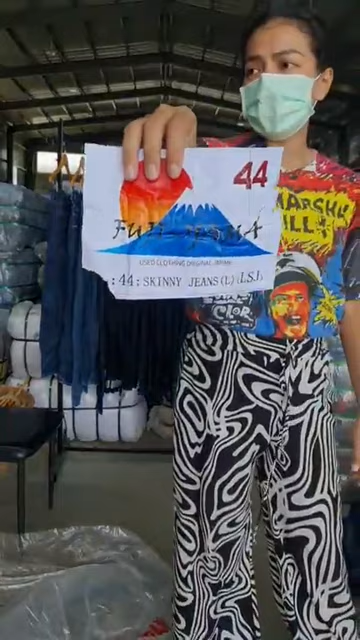 44
FUJI-YAMA
USED CLOTHING ORIGINAL JAPAN
: 44 : SKINNY JEANS (L) (LSJ)